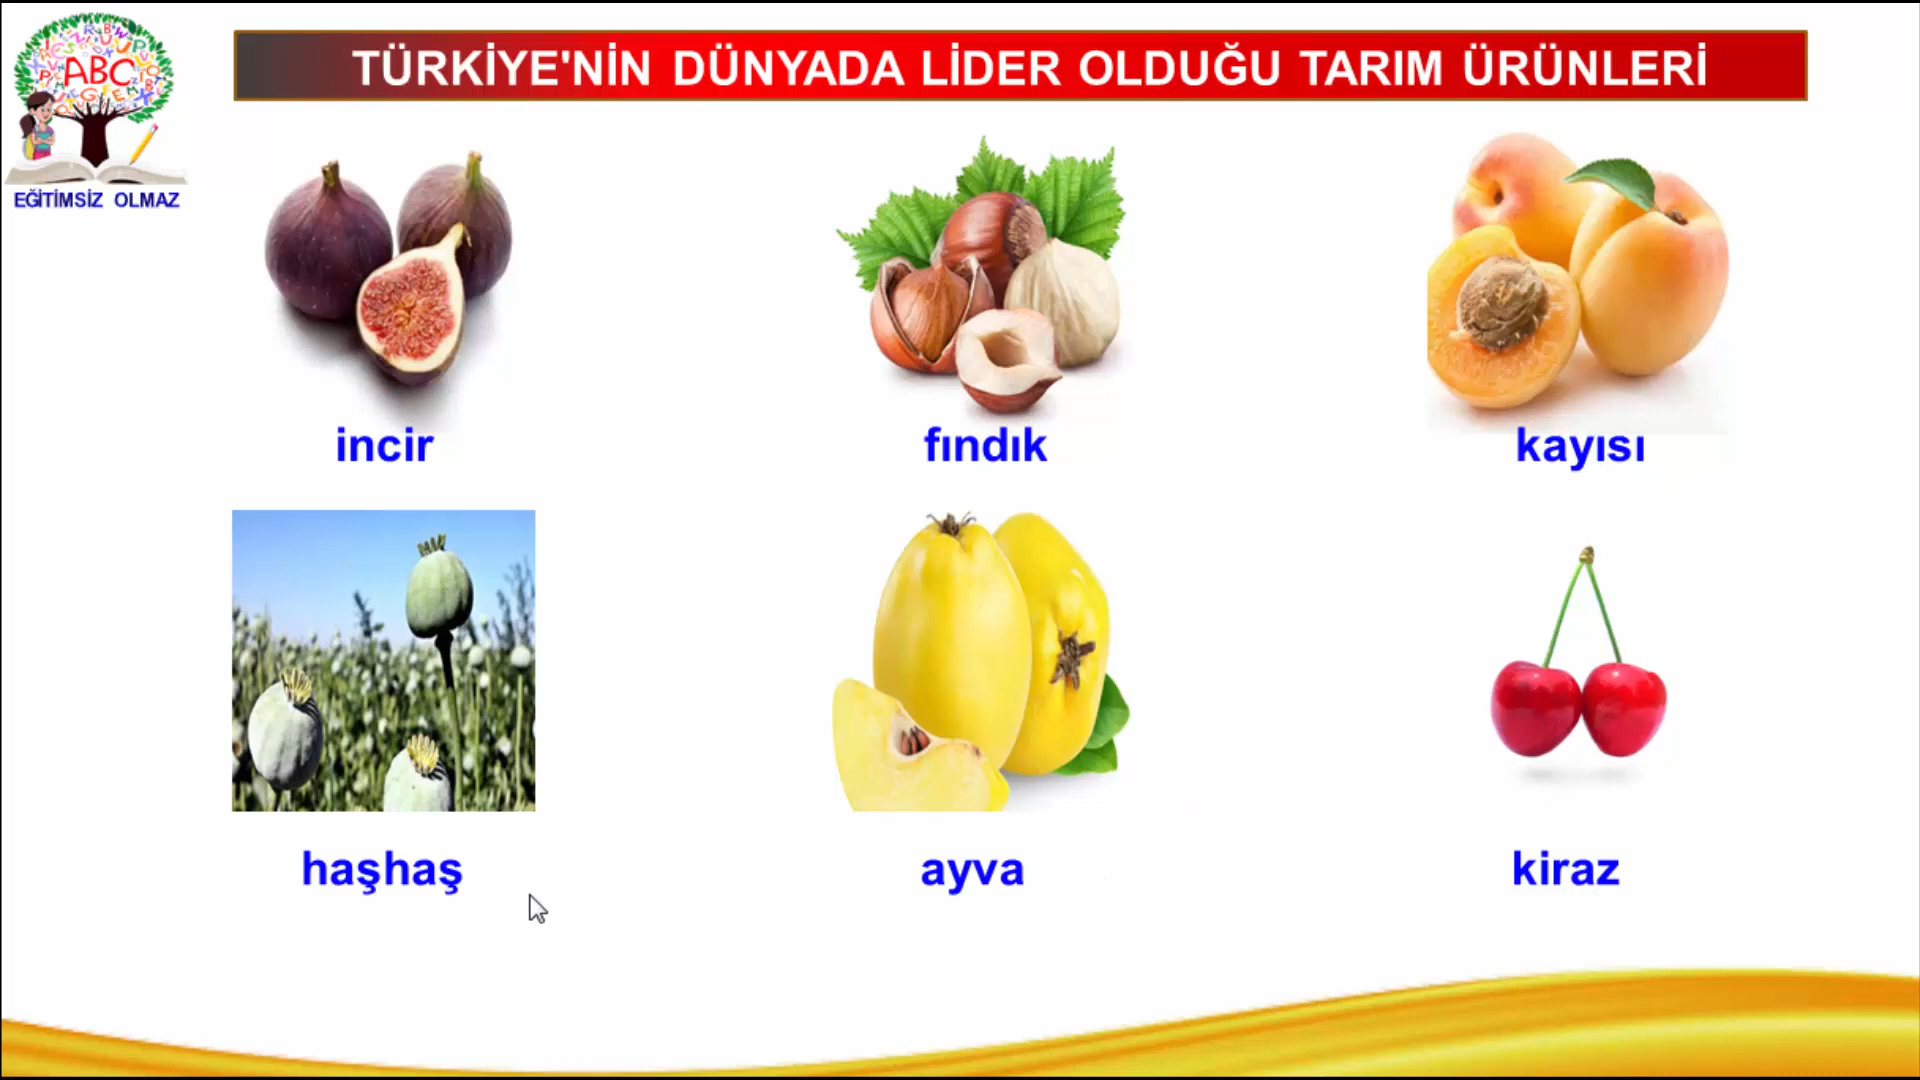 TÜRKİYE'NİN DÜNYADA LİDER OLDUĞU TARIM ÜRÜNLERİ
ABC
EĞİTİMSİZ OLMAZ
incir
fındık
kayısı
haşhaş
ayva
kiraz